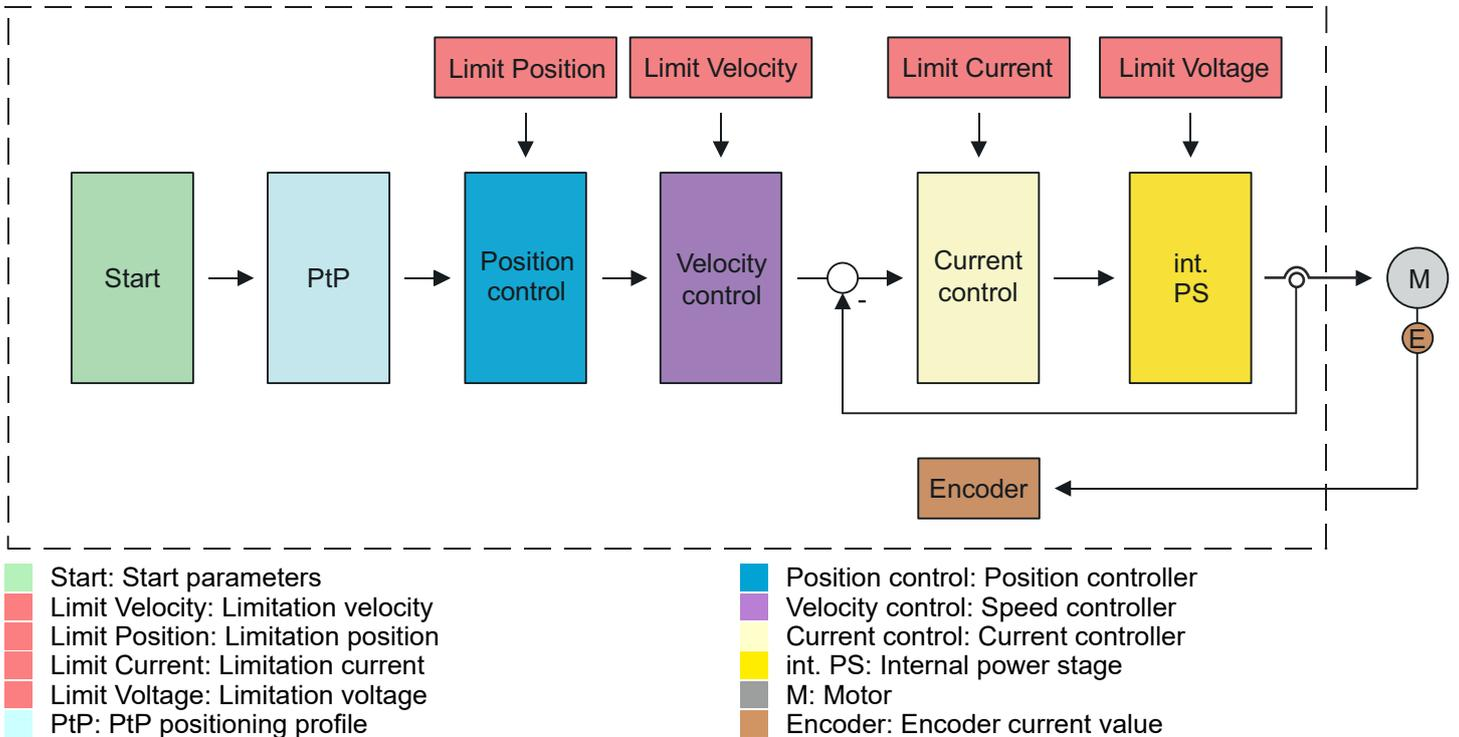 Limit Position
Limit Velocity
Limit Current
Limit Voltage
Start
PtP
Position
control
Velocity
control
-
Current
control
int.
PS
M
E
Encoder
Start: Start parameters
Limit Velocity: Limitation velocity
Limit Position: Limitation position
Limit Current: Limitation current
Limit Voltage: Limitation voltage
PtP: PtP positioning profile
Position control: Position controller
Velocity control: Speed controller
Current control: Current controller
int. PS: Internal power stage
M: Motor
Encoder: Encoder current value